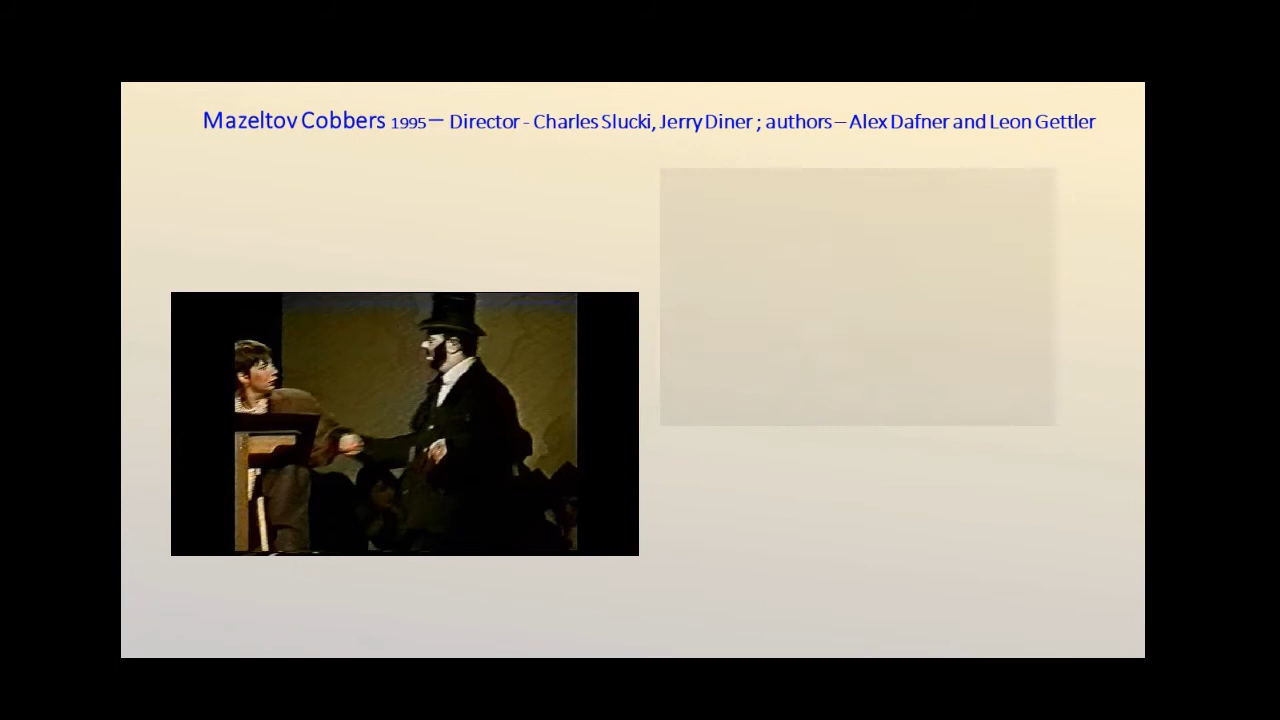 Mazeltov Cobbers 1995 – Director - Charles Slucki, Jerry Diner ; authors – Alex Dafner and Leon Gettler